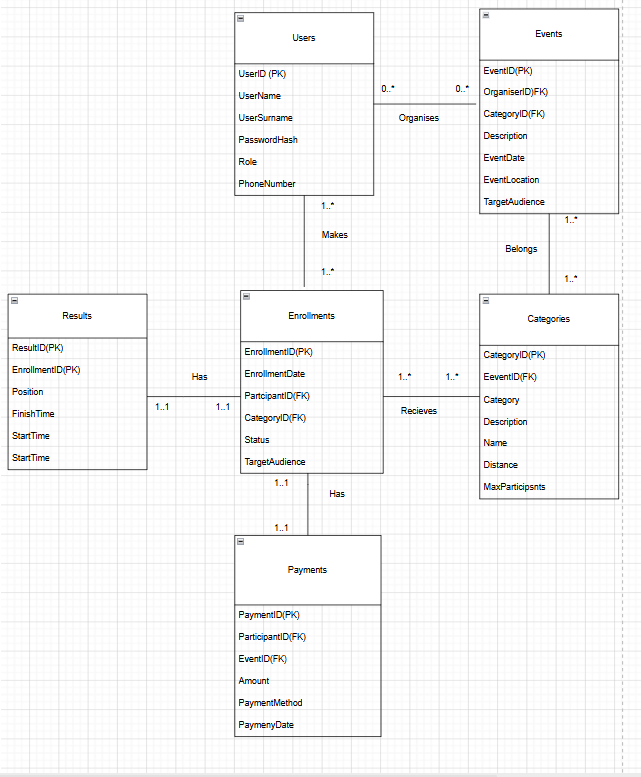 Users
UserID (PK)
UserName
UserSurname
PasswordHash
Role
PhoneNumber
0..*
0..*
Organises
Events
EventID(PK)
OrganiserID)FK)
CategoryID(FK)
Description
EventDate
EventLocation
TargetAudience
1..*
Makes
1..*
1..*
Belongs
1..*
Results
ResultID(PK)
EnrollmentID(PK)
Position
FinishTime
StartTime
StartTime
Has
1..1
1..1
Enrollments
EnrollmentID(PK)
EnrollmentDate
PartcipanID(FK)
CategoryID(FK)
Status
TargetAudience
1..*
1..*
Recieves
Categories
CategoryID(PK)
EeventID(FK)
Category
Description
Name
Distance
MaxParticipsnts
1..1
Has
1..1
Payments
PaymentID(PK)
ParticipantID(FK)
EventID(FK)
Amount
PaymentMethod
PaymenyDate